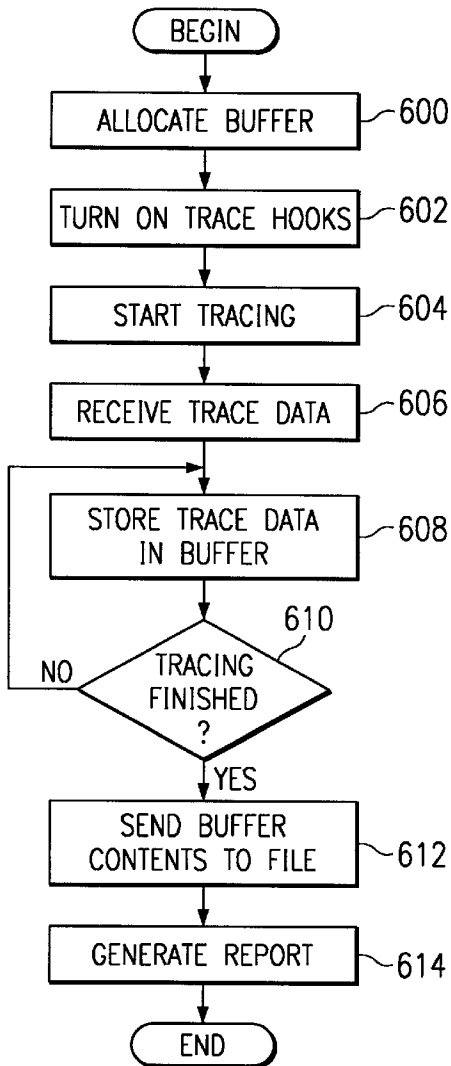 BEGIN
ALLOCATE BUFFER
600
TURN ON TRACE HOOKS
602
START TRACING
604
RECEIVE TRACE DATA
606
STORE TRACE DATA
IN BUFFER
608
610
TRACING
FINISHED
?
NO
YES
SEND BUFFER
CONTENTS TO FILE
612
GENERATE REPORT
614
END